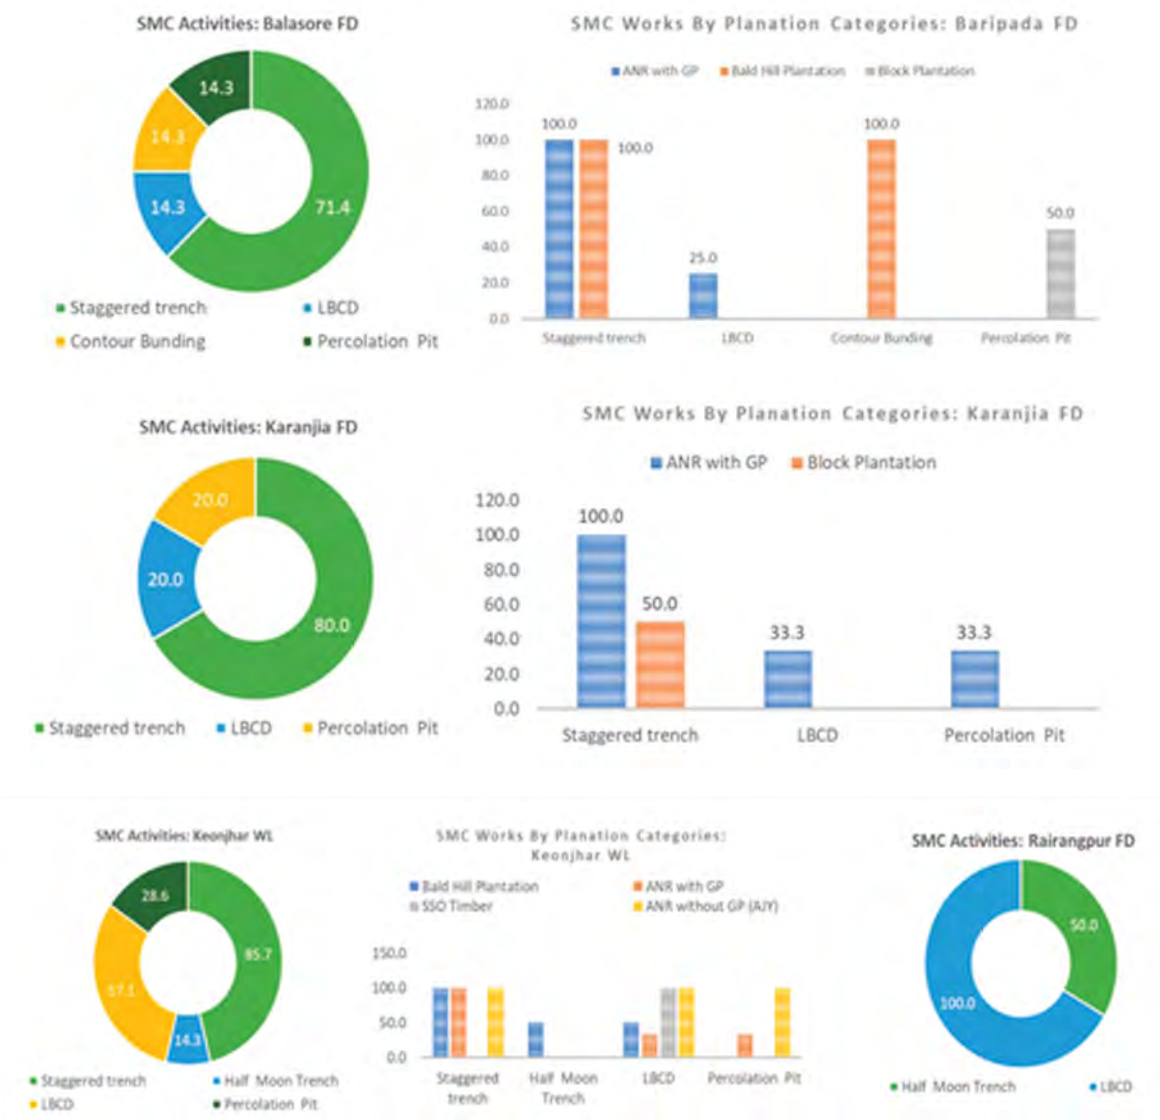 SMC Activities: Balasore FD
14.3
14.3
14.3
71.4
Staggered trench
LBCD
Contour Bunding
Percolation Pit
SMC Works By Planation Categories: Baripada FD
ANR with GP
Bald Hill Plantation
Block Plantation
120.0
100.0
80.0
60.0
40.0
20.0
0.0
100.0
100.0
25.0
100.0
50.0
Staggered trench
LBCD
Contour Bunding
Percolation Pit
SMC Activities: Karanjia FD
20.0
20.0
80.0
Staggered trench
LBCD
Percolation Pit
SMC Works By Planation Categories: Karanjia FD
ANR with GP
Block Plantation
120.0
100.0
80.0
60.0
40.0
20.0
0.0
100.0
50.0
33.3
33.3
Staggered trench
LBCD
Percolation Pit
SMC Activities: Keonjhar WL
28.6
85.7
57.1
14.3
Staggered trench
Half Moon Trench
LBCD
Percolation Pit
SMC Works By Planation Categories:
Keonjhar WL
Bald Hill Plantation
ANR with GP
SSO Timber
ANR without GP (AJY)
150.0
100.0
50.0
0.0
Staggered
trench
Half Moon
Trench
LBCD
Percolation Pit
SMC Activities: Rairangpur FD
50.0
100.0
Half Moon Trench
LBCD